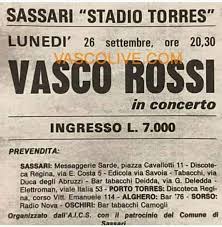 SASSARI "STADIO TORRES"
LUNEDI' 26 settembre, ore 20,30
VASCOLIVE.COM
VASCO ROSSI
in concerto
INGRESSO L. 7.000
PREVENDITA:
SASSARI: Messaggerie Sarde, piazza Cavallotti 11 - Discoteca
Regina, via E. Costa 5 - Edicola via Savoia - Tabacchi, via
Duca degli Abruzzi - Bar Deidda, via G. Deledda -
Elettroman, viale Italia 53 - PORTO TORRES: Discoteca Regina,
corso Vitt. Emanuele 114 - ALGHERO: Bar '76 - SORSO:
Radio Nova - OSCHIRI: Bar tabacchi Camogli
Organizzato dall'A.I.C.S. con il patrocinio del Comune di
Sassari